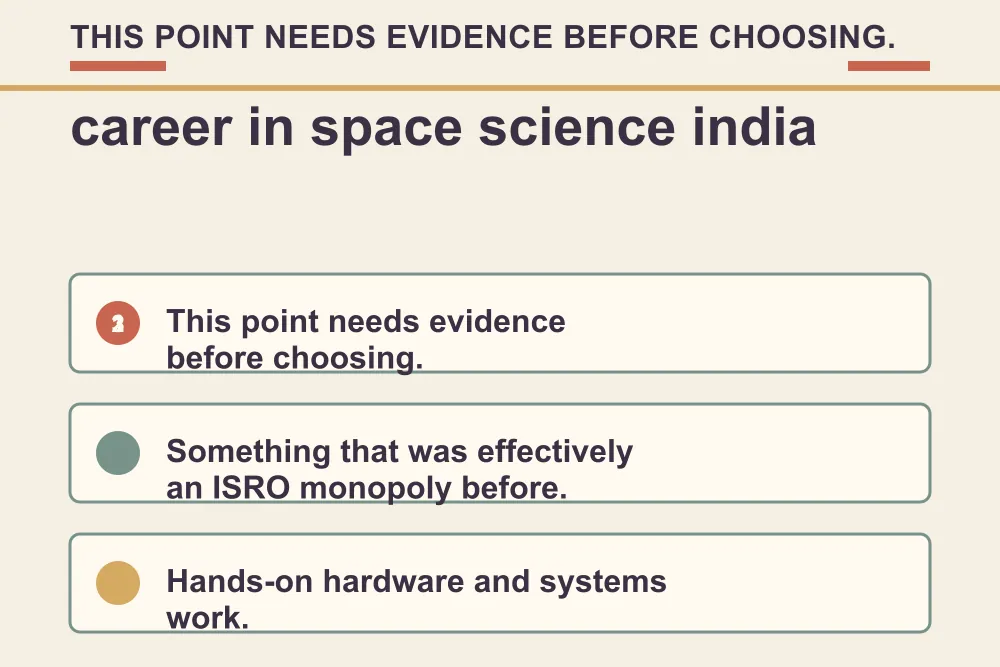 THIS POINT NEEDS EVIDENCE BEFORE CHOOSING.
career in space science india
This point needs evidence
before choosing.
Something that was effectively
an ISRO monopoly before.
Hands-on hardware and systems
work.